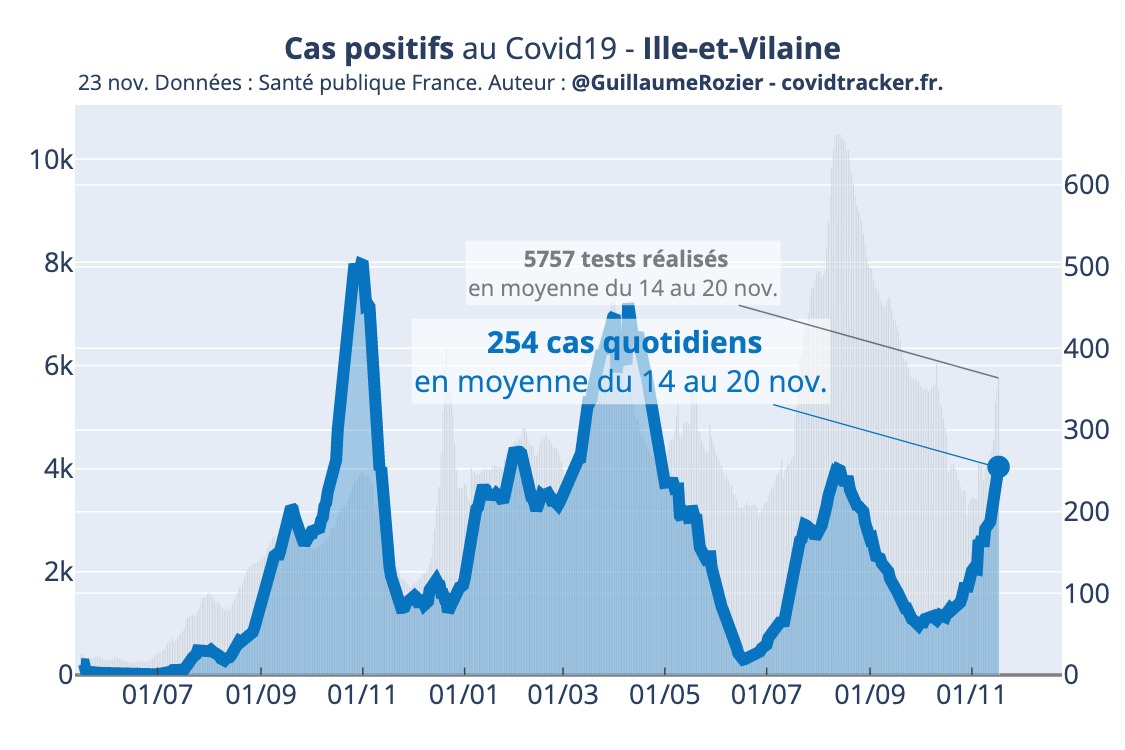 Cas positifs au Covid19 - Ille-et-Vilaine
23 nov. Données : Santé publique France. Auteur : @GuillaumeRozier - covidtracker.fr.
10k
8k
6k
4k
2k
0
600
500
400
300
200
100
0
5757 tests réalisés
en moyenne du 14 au 20 nov.
254 cas quotidiens
en moyenne du 14 au 20 nov.
01/07 01/09 01/11 01/01 01/03 01/05 01/07 01/09 01/11